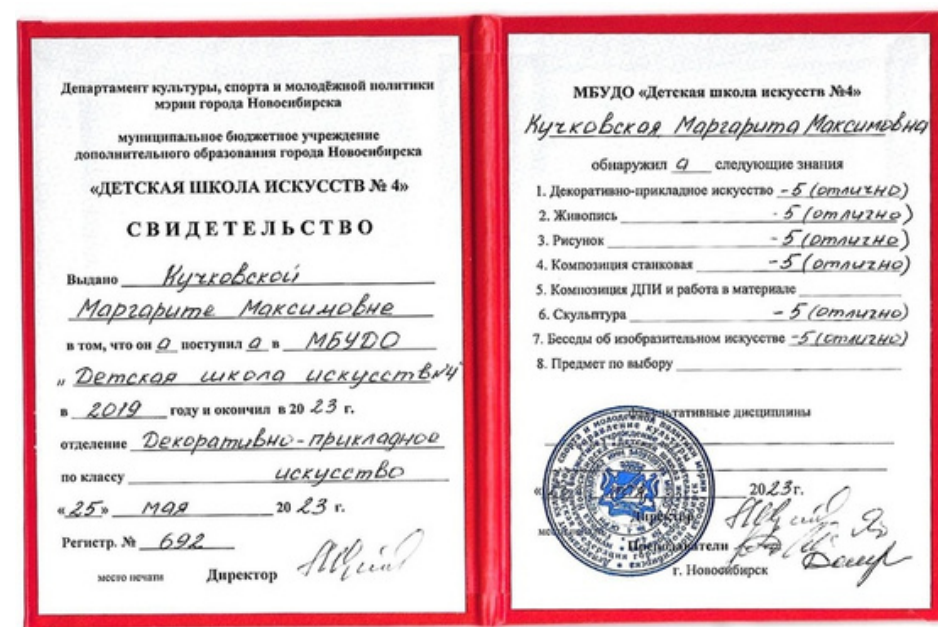 Департамент культуры, спорта и молодёжной политики
мэрии города Новосибирска
муниципальное бюджетное учреждение
дополнительного образования города Новосибирска
«ДЕТСКАЯ ШКОЛА ИСКУССТВ № 4»
СВИДЕТЕЛЬСТВО
Выдано Кучковской
Маргарите Максимовне
в том, что он а поступил а в МБУДО
„Детская школа искусств №4"
в 2019 году и окончил в 20 23 г.
отделение Декоративно-прикладное
по классу искусство
«25» мая 20 23 г.
Регистр. № 692
место печати Директор
МБУДО «Детская школа искусств №4»
Кучковская Маргарита Максимовна
обнаружил а следующие знания
1. Декоративно-прикладное искусство - 5 (отлично)
2. Живопись - 5 (отлично)
3. Рисунок - 5 (отлично)
4. Композиция станковая - 5 (отлично)
5. Композиция ДПИ и работа в материале
6. Скульптура - 5 (отлично)
7. Беседы об изобразительном искусстве - 5 (отлично)
8. Предмет по выбору
Факультативные дисциплины
2023г.
Директор
Преподаватели
г. Новосибирск